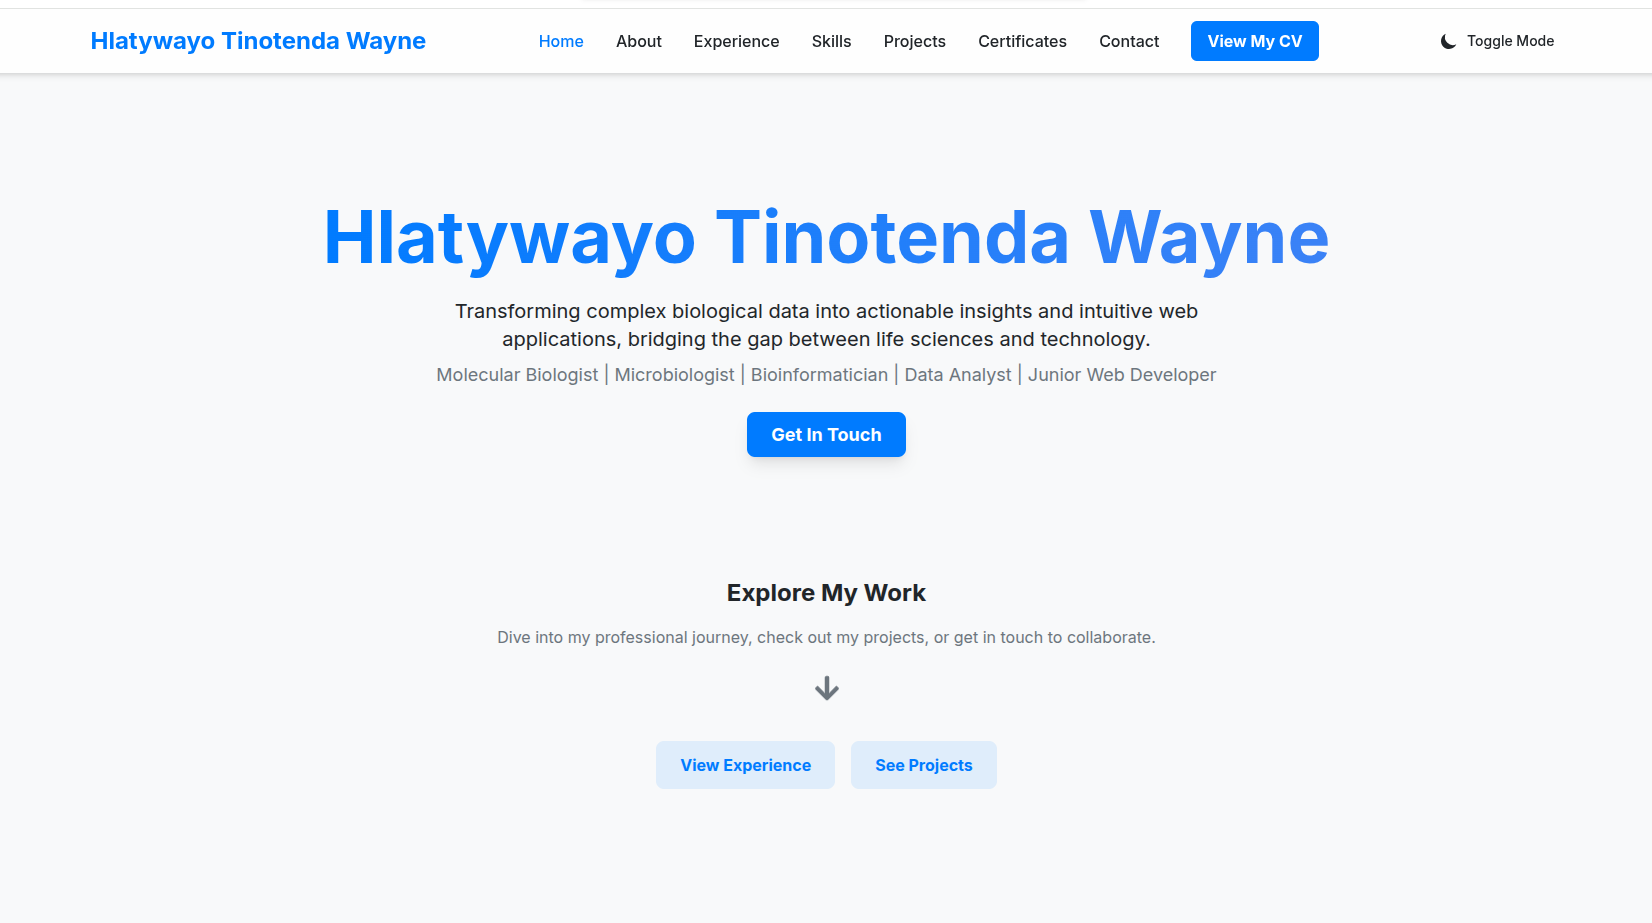 Hlatywayo Tinotenda Wayne
Home
About
Experience
Skills
Projects
Certificates
Contact
View My CV
Toggle Mode
Hlatywayo Tinotenda Wayne
Transforming complex biological data into actionable insights and intuitive web
applications, bridging the gap between life sciences and technology.
Molecular Biologist | Microbiologist | Bioinformatician | Data Analyst | Junior Web Developer
Get In Touch
Explore My Work
Dive into my professional journey, check out my projects, or get in touch to collaborate.
View Experience
See Projects